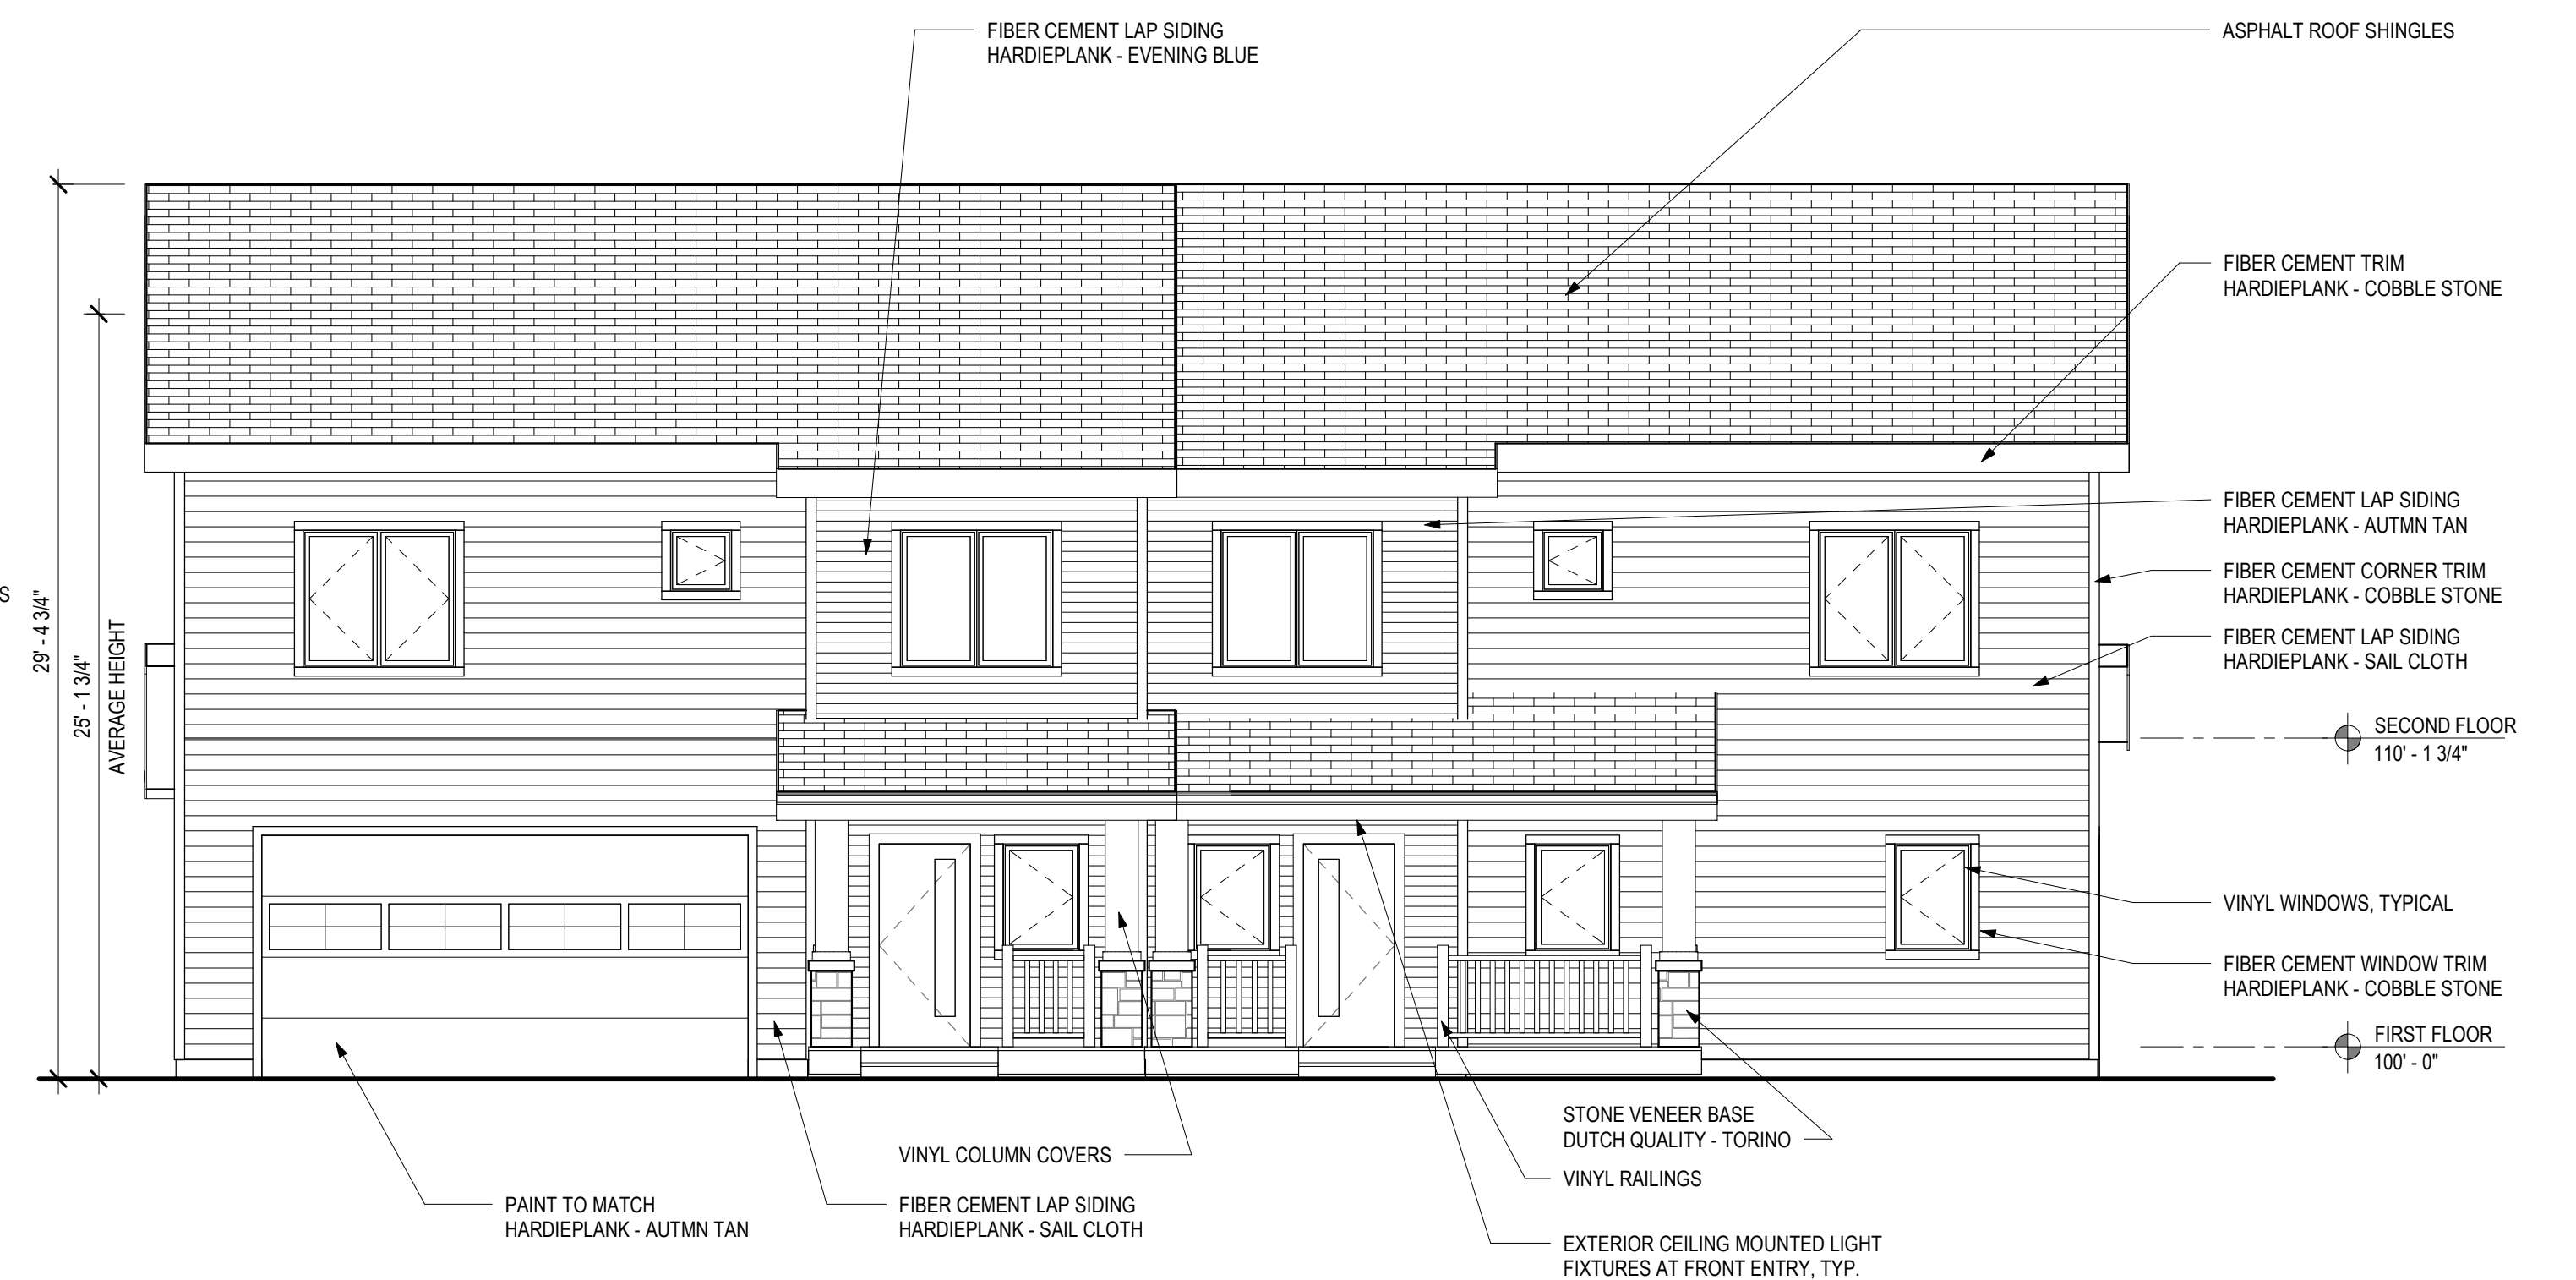 FIBER CEMENT LAP SIDING
HARDIEPLANK - EVENING BLUE
ASPHALT ROOF SHINGLES
FIBER CEMENT TRIM
HARDIEPLANK - COBBLE STONE
FIBER CEMENT LAP SIDING
HARDIEPLANK - AUTMN TAN
FIBER CEMENT CORNER TRIM
HARDIEPLANK - COBBLE STONE
FIBER CEMENT LAP SIDING
HARDIEPLANK - SAIL CLOTH
S
29' - 4 3/4"
25' - 1 3/4"
AVERAGE HEIGHT
SECOND FLOOR
110' - 1 3/4"
VINYL WINDOWS, TYPICAL
FIBER CEMENT WINDOW TRIM
HARDIEPLANK - COBBLE STONE
FIRST FLOOR
100' - 0"
STONE VENEER BASE
DUTCH QUALITY - TORINO
VINYL COLUMN COVERS
VINYL RAILINGS
PAINT TO MATCH
HARDIEPLANK - AUTMN TAN
FIBER CEMENT LAP SIDING
HARDIEPLANK - SAIL CLOTH
EXTERIOR CEILING MOUNTED LIGHT
FIXTURES AT FRONT ENTRY, TYP.